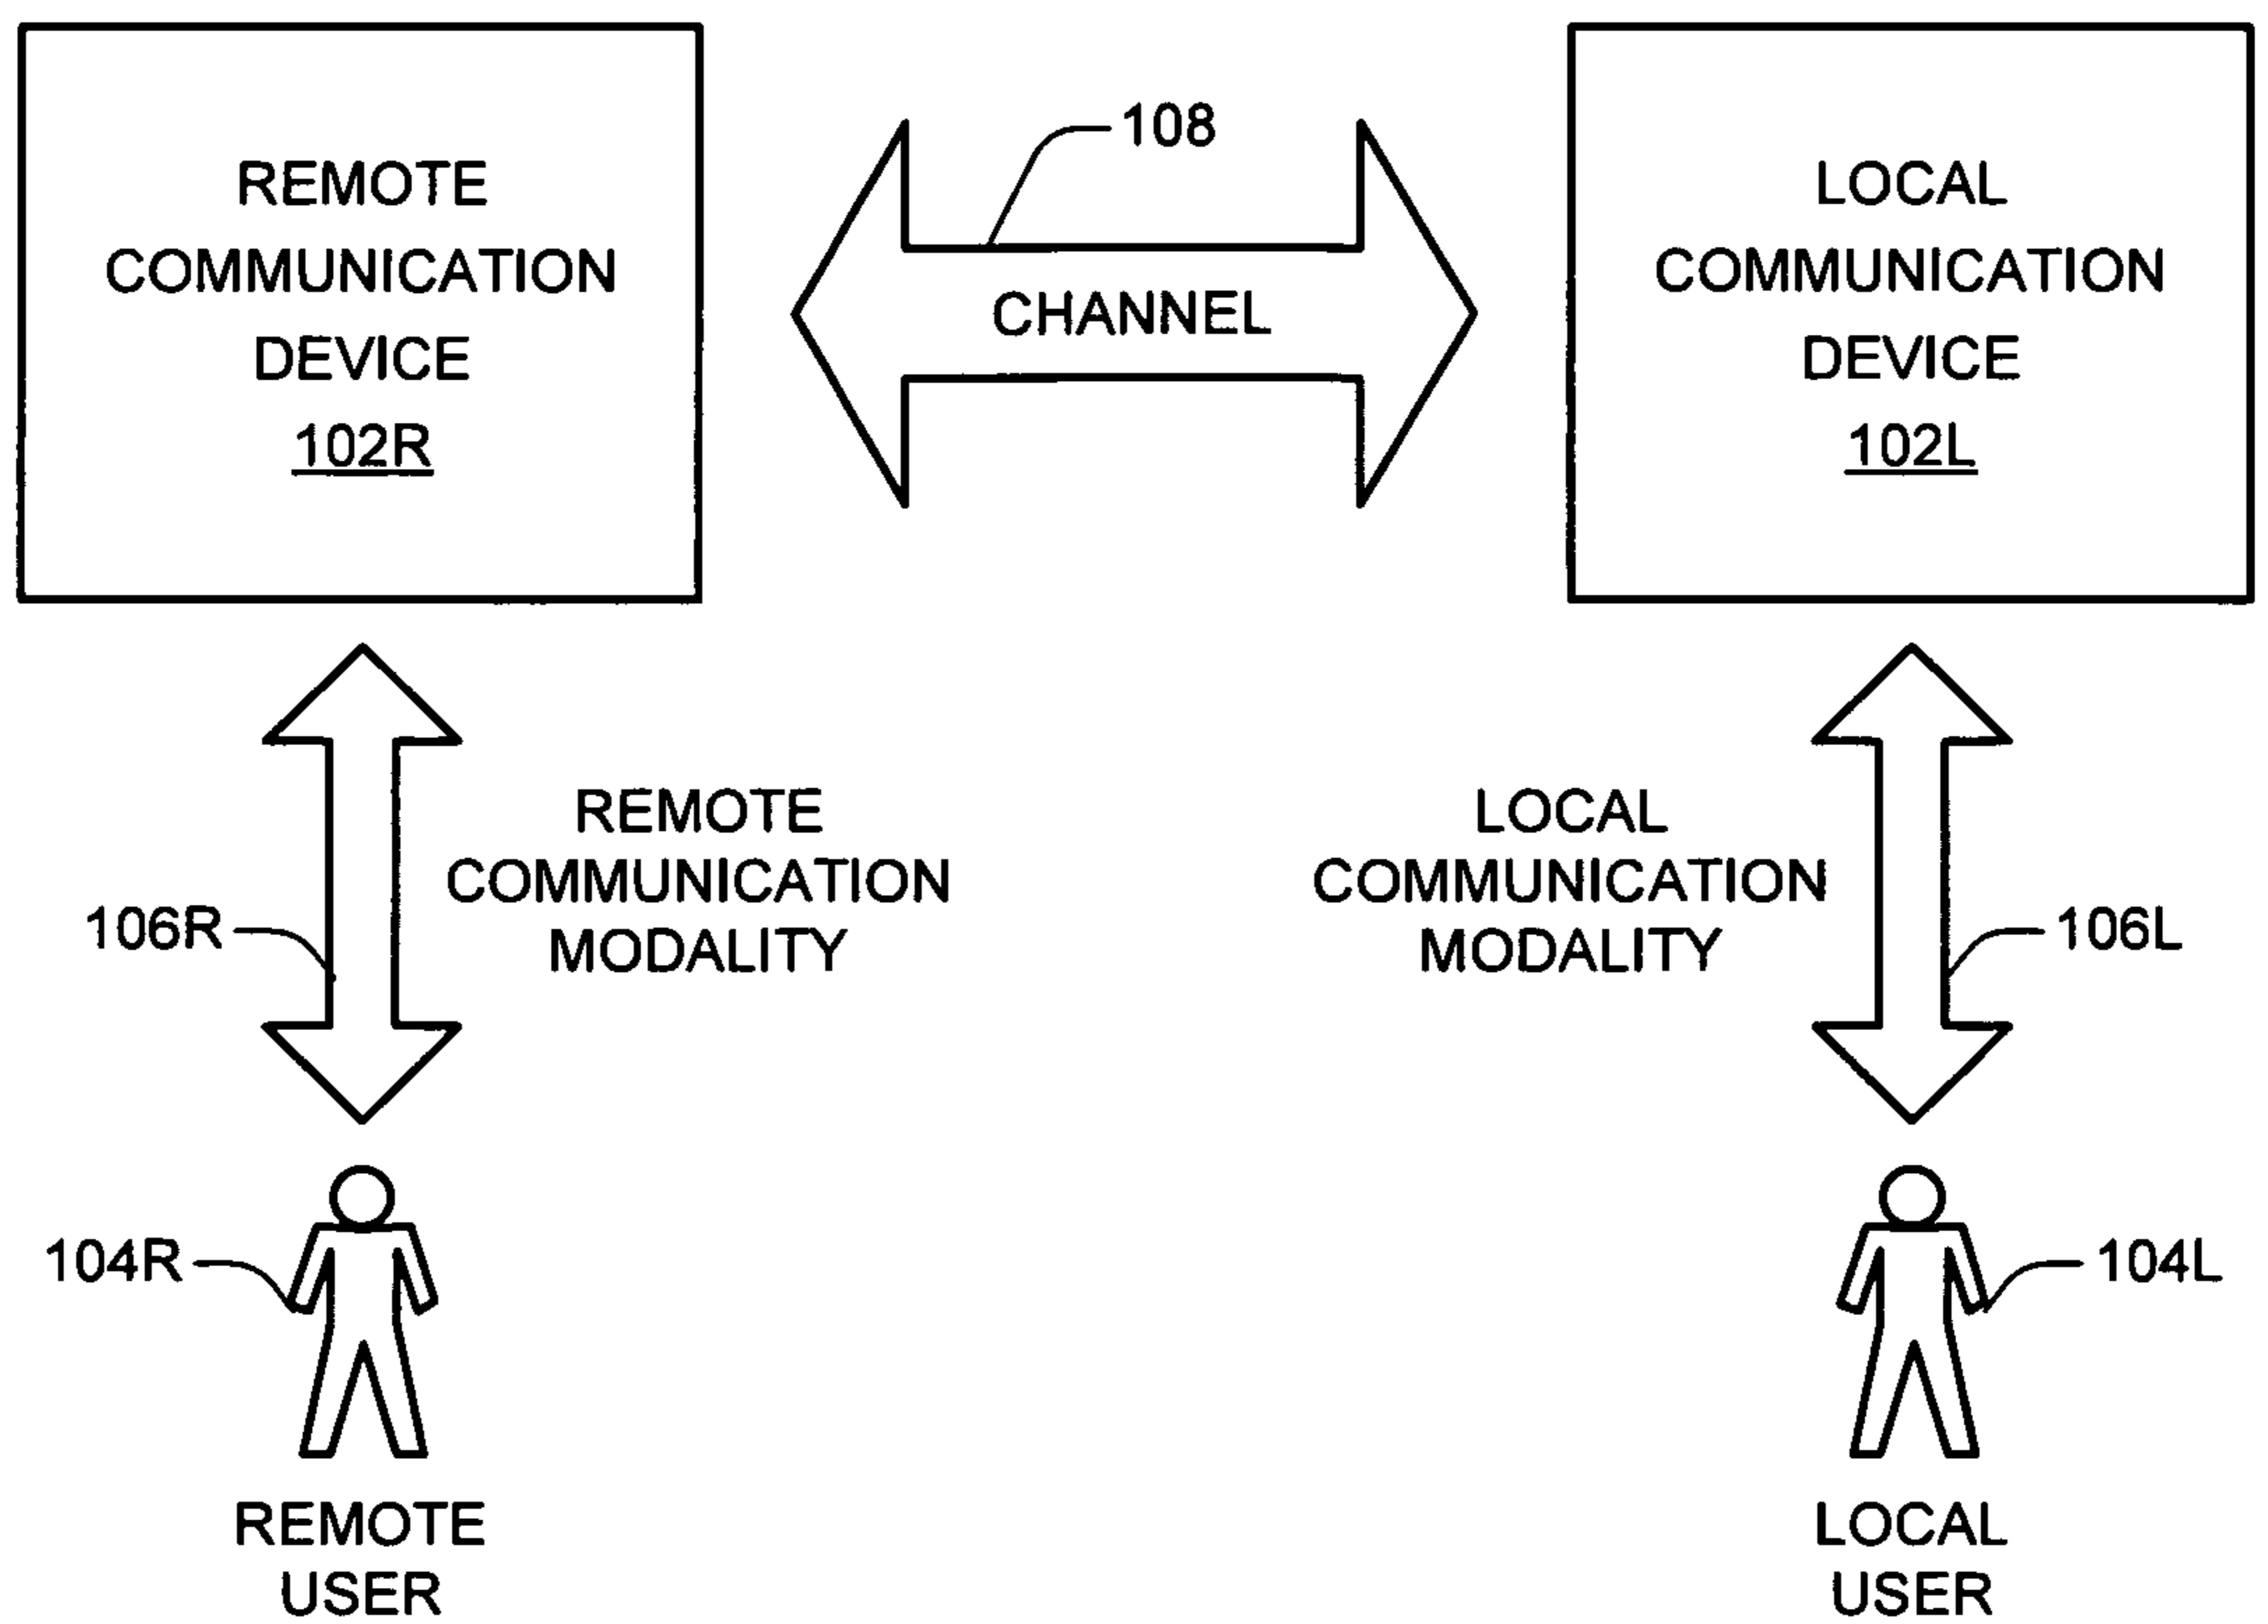 REMOTE
COMMUNICATION
DEVICE
102R
108
CHANNEL
LOCAL
COMMUNICATION
DEVICE
102L
106R
REMOTE
COMMUNICATION
MODALITY
LOCAL
COMMUNICATION
MODALITY
106L
104R
REMOTE
USER
104L
LOCAL
USER